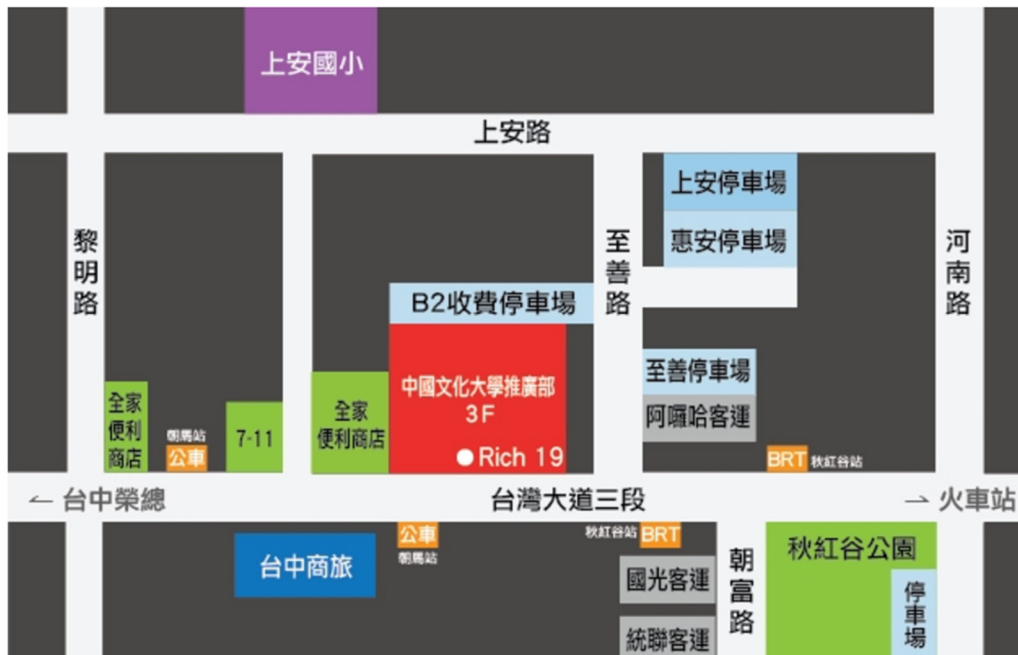 上安國小
上安路
上安停車場
惠安停車場
黎明路
至善路
河南路
B2收費停車場
中國文化大學推廣部
3F
Rich 19
至善停車場
阿囉哈客運
全家
便利
商店
朝馬站
公車
7-11
全家
便利商店
BRT 秋紅谷站
← 台中榮總
台灣大道三段
→ 火車站
公車
朝馬站
秋紅谷站 BRT
台中商旅
國光客運
統聯客運
朝富路
秋紅谷公園
停車場